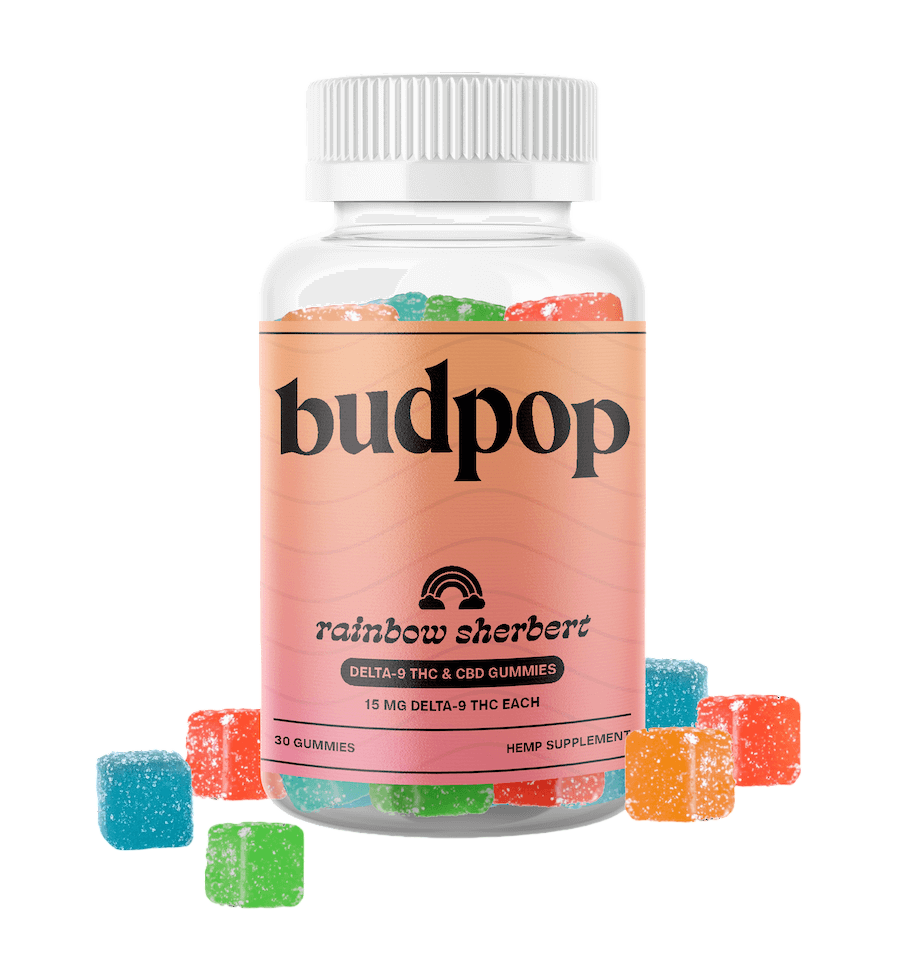 budpop
rainbow sherbert
DELTA-9 THC & CBD GUMMIES
15 MG DELTA-9 THC EACH
30 GUMMIES
HEMP SUPPLEMENT